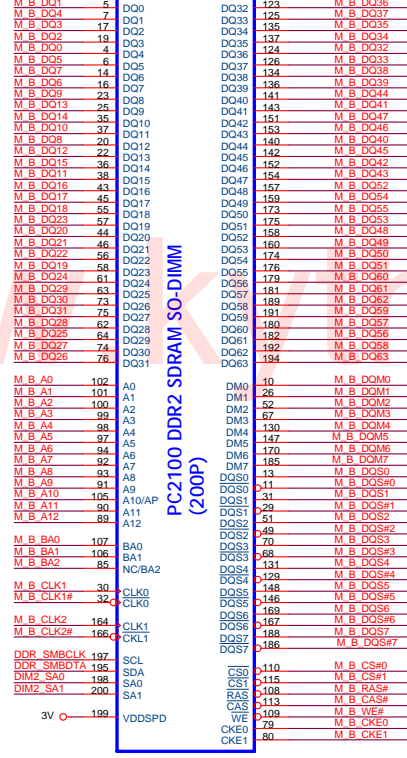 M_B_DQ1 5 DQ0 DQ32 123 M_B_DQ36
M_B_DQ4 7 DQ1 DQ33 125 M_B_DQ37
M_B_DQ3 17 DQ2 DQ34 135 M_B_DQ35
M_B_DQ2 19 DQ3 DQ35 137 M_B_DQ34
M_B_DQ0 4 DQ4 DQ36 124 M_B_DQ32
M_B_DQ5 6 DQ5 DQ37 126 M_B_DQ33
M_B_DQ7 14 DQ6 DQ38 134 M_B_DQ38
M_B_DQ6 16 DQ7 DQ39 136 M_B_DQ39
M_B_DQ9 23 DQ8 DQ40 141 M_B_DQ44
M_B_DQ13 25 DQ9 DQ41 143 M_B_DQ41
M_B_DQ14 35 DQ10 DQ42 151 M_B_DQ47
M_B_DQ10 37 DQ11 DQ43 153 M_B_DQ46
M_B_DQ8 20 DQ12 DQ44 140 M_B_DQ40
M_B_DQ12 22 DQ13 DQ45 142 M_B_DQ45
M_B_DQ15 36 DQ14 DQ46 152 M_B_DQ42
M_B_DQ11 38 DQ15 DQ47 154 M_B_DQ43
M_B_DQ16 43 DQ16 DQ48 157 M_B_DQ52
M_B_DQ17 45 DQ17 DQ49 159 M_B_DQ54
M_B_DQ18 55 DQ18 DQ50 173 M_B_DQ55
M_B_DQ23 57 DQ19 DQ51 175 M_B_DQ53
M_B_DQ20 44 DQ20 DQ52 158 M_B_DQ48
M_B_DQ21 46 DQ21 DQ53 160 M_B_DQ49
M_B_DQ22 56 DQ22 DQ54 174 M_B_DQ50
M_B_DQ19 58 DQ23 DQ55 176 M_B_DQ51
M_B_DQ24 61 DQ24 DQ56 179 M_B_DQ60
M_B_DQ29 63 DQ25 DQ57 181 M_B_DQ61
M_B_DQ30 73 DQ26 DQ58 189 M_B_DQ62
M_B_DQ31 75 DQ27 DQ59 191 M_B_DQ59
M_B_DQ28 62 DQ28 DQ60 180 M_B_DQ57
M_B_DQ25 64 DQ29 DQ61 182 M_B_DQ56
M_B_DQ27 74 DQ30 DQ62 192 M_B_DQ58
M_B_DQ26 76 DQ31 DQ63 194 M_B_DQ63
PC2100 DDR2 SDRAM SO-DIMM
(200P)
M_B_A0 102 A0 DM0 10 M_B_DQM0
M_B_A1 101 A1 DM1 26 M_B_DQM1
M_B_A2 100 A2 DM2 52 M_B_DQM2
M_B_A3 99 A3 DM3 67 M_B_DQM3
M_B_A4 98 A4 DM4 130 M_B_DQM4
M_B_A5 97 A5 DM5 147 M_B_DQM5
M_B_A6 94 A6 DM6 170 M_B_DQM6
M_B_A7 92 A7 DM7 185 M_B_DQM7
M_B_A8 93 A8 DQS0 13 M_B_DQS0
M_B_A9 91 A9 DQS0 11 M_B_DQS#0
M_B_A10 105 A10/AP DQS1 31 M_B_DQS1
M_B_A11 90 A11 DQS1 29 M_B_DQS#1
M_B_A12 89 A12 DQS2 51 M_B_DQS2
DQS2 49 M_B_DQS#2
M_B_BA0 107 BA0 DQS3 70 M_B_DQS3
M_B_BA1 106 BA1 DQS3 68 M_B_DQS#3
M_B_BA2 85 NC/BA2 DQS4 131 M_B_DQS4
DQS4 129 M_B_DQS#4
M_B_CLK1 30 CLK0 DQS5 148 M_B_DQS5
M_B_CLK1# 32 CLK0 DQS5 146 M_B_DQS#5
DQS6 169 M_B_DQS6
M_B_CLK2 164 CLK1 DQS6 167 M_B_DQS#6
M_B_CLK2# 166 CKL1 DQS7 188 M_B_DQS7
DQS7 186 M_B_DQS#7
DDR_SMBCLK 197 SCL
DDR_SMBDTA 195 SDA CS0 110 M_B_CS#0
DIM2_SA0 198 SA0 CS1 115 M_B_CS#1
DIM2_SA1 200 SA1 RAS 108 M_B_RAS#
CAS 113 M_B_CAS#
3V 199 VDDSPD WE 109 M_B_WE#
CKE0 79 M_B_CKE0
CKE1 80 M_B_CKE1